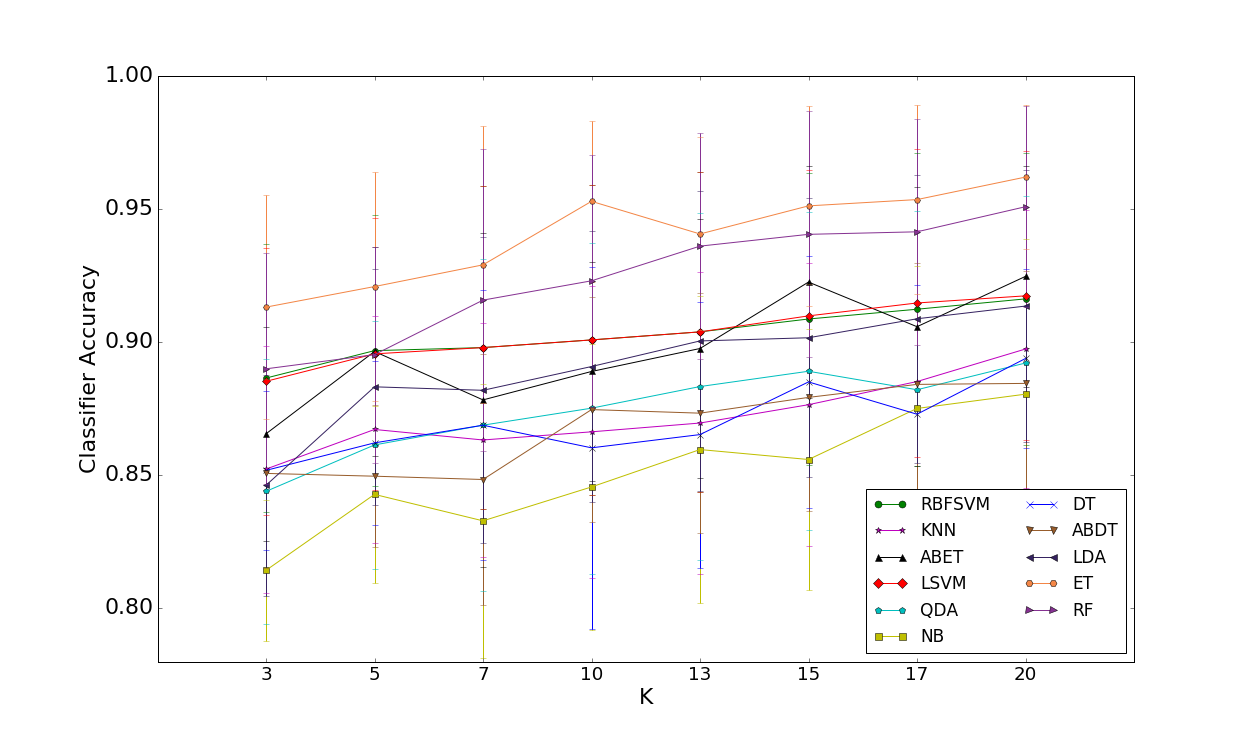 1.00
0.95
0.90
0.85
0.80
Classifier Accuracy
3 5 7 10 13 15 17 20
K
RBFSVM DT
KNN ABDT
ABET LDA
LSVM ET
QDA RF
NB